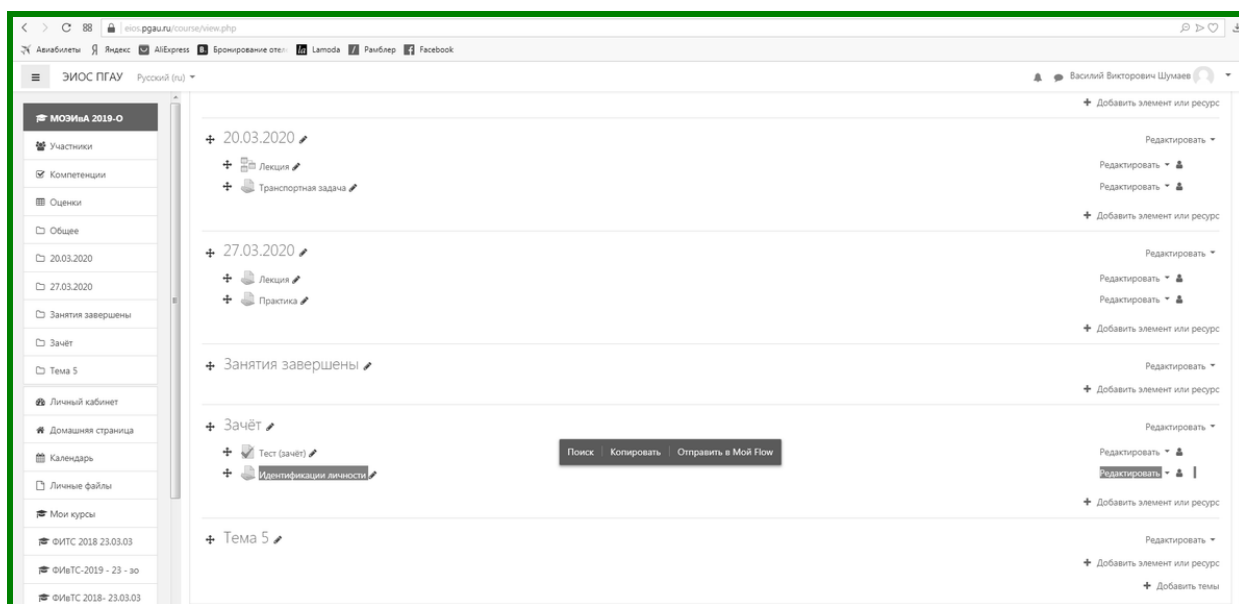 eios.pgau.ru/course/view.php
Авиабилеты Яндекс AliExpress Бронирование отел Lamoda Рамблер Facebook
ЭИОС ПГАУ Русский (ru) Василий Викторович Шумаев
Добавить элемент или ресурс
МОЭИвА 2019-О
20.03.2020 Редактировать
Участники
Лекция Редактировать
Компетенции
Транспортная задача Редактировать
Оценки
Добавить элемент или ресурс
Общее
27.03.2020 Редактировать
20.03.2020
Лекция Редактировать
27.03.2020
Практика Редактировать
Занятия завершены
Добавить элемент или ресурс
Зачёт
Занятия завершены Редактировать
Тема 5
Добавить элемент или ресурс
Личный кабинет
Зачёт Редактировать
Домашняя страница
Тест (зачёт) Поиск Копировать Отправить в Мой Flow Редактировать
Календарь
Идентификации личности Редактировать
Личные файлы
Добавить элемент или ресурс
Мои курсы
Тема 5 Редактировать
ФИТС 2018 23.03.03
Добавить элемент или ресурс
ФИвТС-2019 - 23 - зо
Добавить темы
ФИвТС 2018- 23.03.03